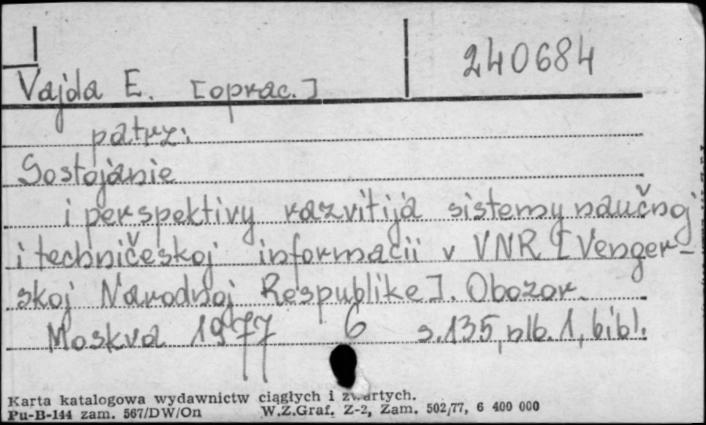 240684
Vajda E. [oprac.]
patrz:
Sostojanie
i perspektivy razvitija sistemy naučnoj
i techničeskoj informacii v VNR [Venger-
skoj Narodnoj Respublike]. Obozor.
Moskva 1977 6 s. 135, nlb. 1, bibl.
Karta katalogowa wydawnictw ciągłych i zwartych.
Pu-B-144 zam. 567/DW/On W.Z.Graf. Z-2, Zam. 502/77, 6 400 000